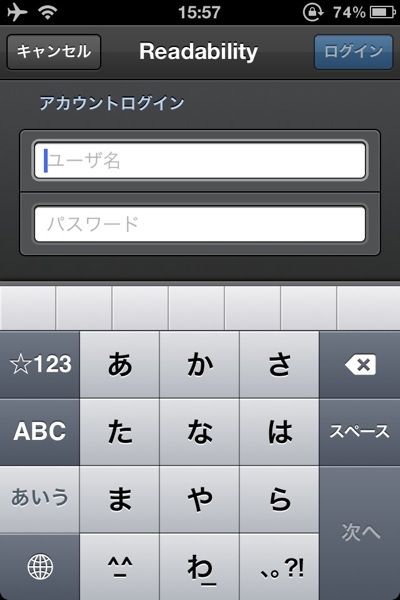 15:57 74%
キャンセル Readability ログイン
アカウントログイン
ユーザ名
パスワード
☆123 あ か さ
ABC た な は スペース
あいう ま や ら 次へ
^_^ わ_ 、。?!